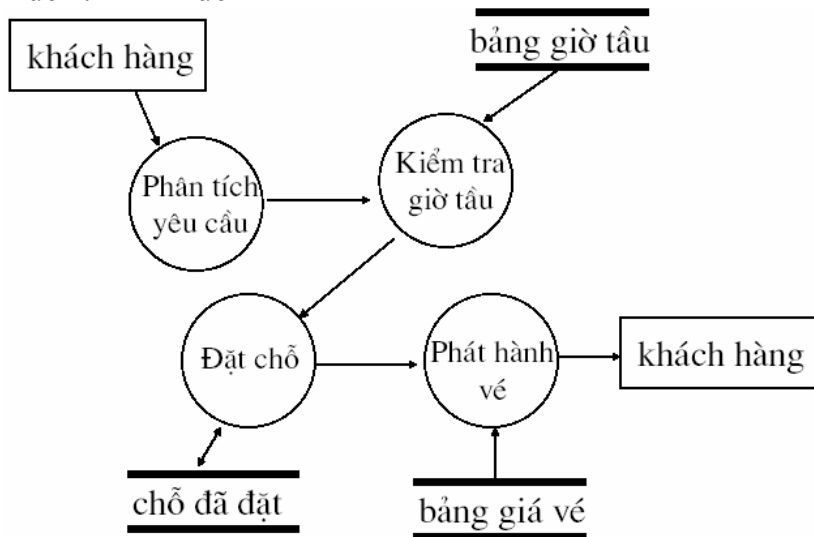 khách hàng
bảng giờ tầu
Phân tích
yêu cầu
Kiểm tra
giờ tầu
Đặt chỗ
Phát hành
vé
khách hàng
chỗ đã đặt
bảng giá vé